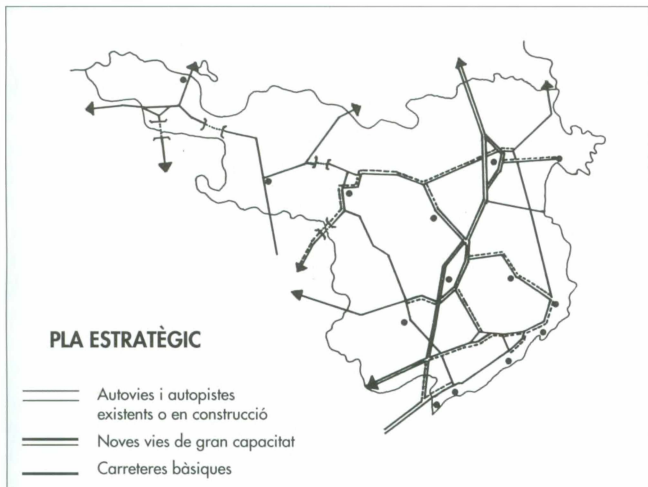 PLA ESTRATÈGIC
Autovies i autopistes
existents o en construcció
Noves vies de gran capacitat
Carreteres bàsiques